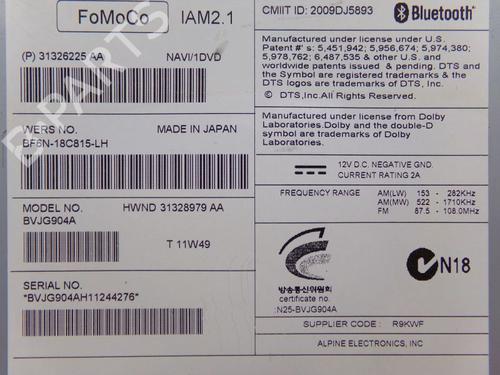 FoMoCo IAM2.1
(P) 31326225 AA NAVI/1DVD
WERS NO. MADE IN JAPAN
BF6N-18C815-LH
MODEL NO. HWND 31328979 AA
BVJG904A
T 11W49
SERIAL NO.
*BVJG904AH11244276*
CMIIT ID: 2009DJ5893 Bluetooth
Manufactured under license under U.S.
Patent #' s : 5,451,942; 5,956,674; 5,974,380;
5,978,762; 6,487,535 & other U.S. and
worldwide patents issued & pending. DTS and
the Symbol are registered trademarks & the
DTS logos are trademarks of DTS, Inc.
© DTS,Inc.All Rights Reserved.
Manufactured under license from Dolby
Laboratories.Dolby and the double-D
symbol are trademarks of Dolby
Laboratories.
12V D.C. NEGATIVE GND.
CURRENT RATING 2A
FREQUENCY RANGE AM(LW) 153 - 282KHz
AM(MW) 522 - 1710KHz
FM 87.5 - 108.0MHz
방송통신위원회
certificate no.
:N25-BVJG904A
N18
SUPPLIER CODE : R9KWF
ALPINE ELECTRONICS, INC
B-PARTS